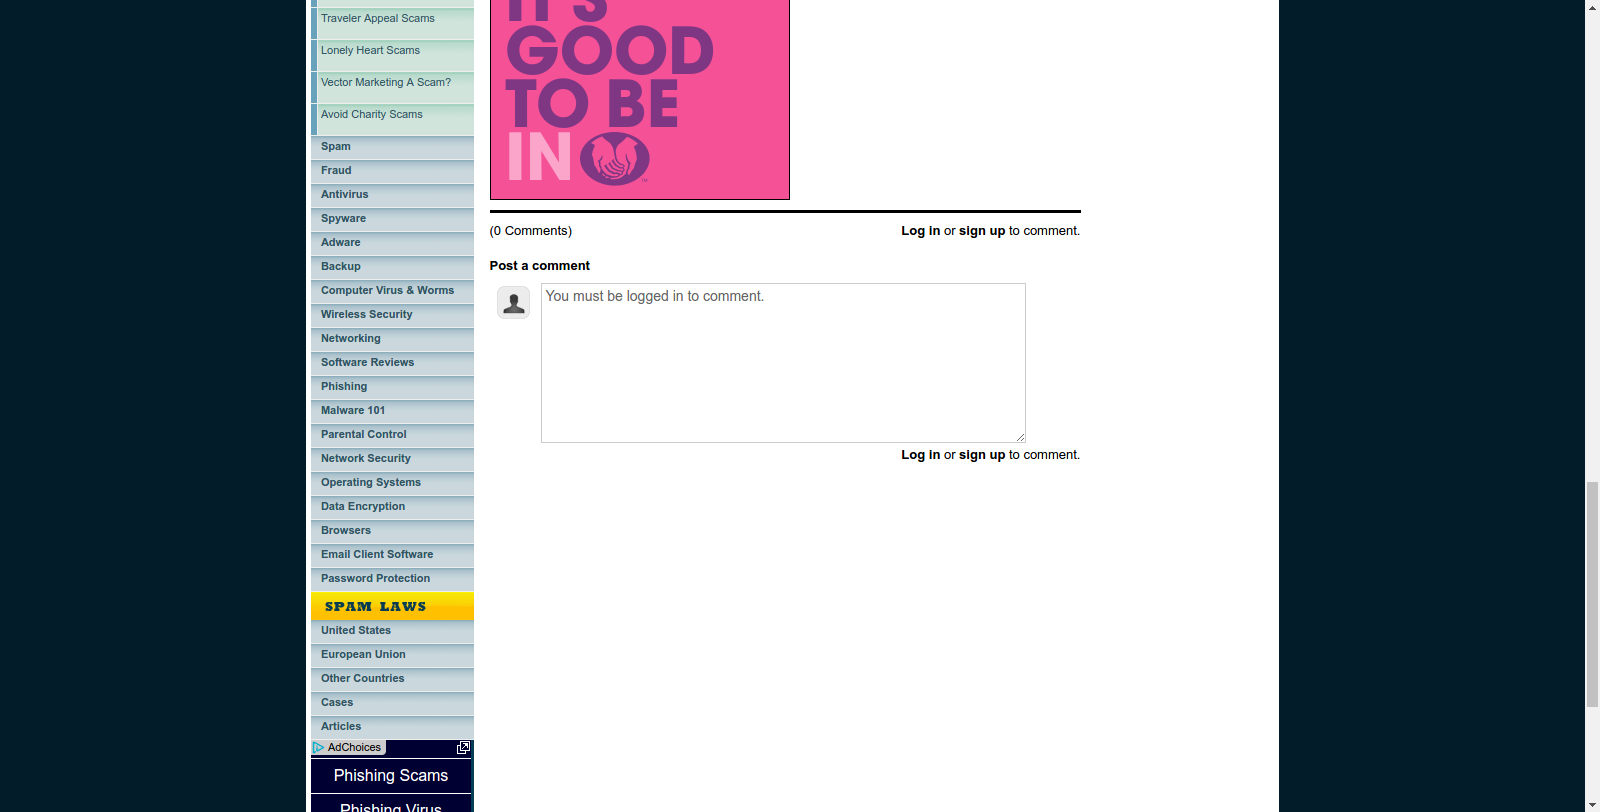 Traveler Appeal Scams
Lonely Heart Scams
Vector Marketing A Scam?
Avoid Charity Scams
Spam
Fraud
Antivirus
Spyware
Adware
Backup
Computer Virus & Worms
Wireless Security
Networking
Software Reviews
Phishing
Malware 101
Parental Control
Network Security
Operating Systems
Data Encryption
Browsers
Email Client Software
Password Protection
SPAM LAWS
United States
European Union
Other Countries
Cases
Articles
AdChoices
Phishing Scams
Phishing Virus
IT'S
GOOD
TO BE
IN
(0 Comments)
Log in or sign up to comment.
Post a comment
You must be logged in to comment.
Log in or sign up to comment.